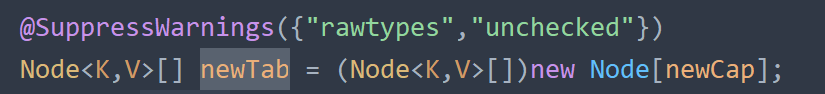 @SuppressWarnings({"rawtypes","unchecked"})
Node<K,V>[] newTab = (Node<K,V>[])new Node[newCap];